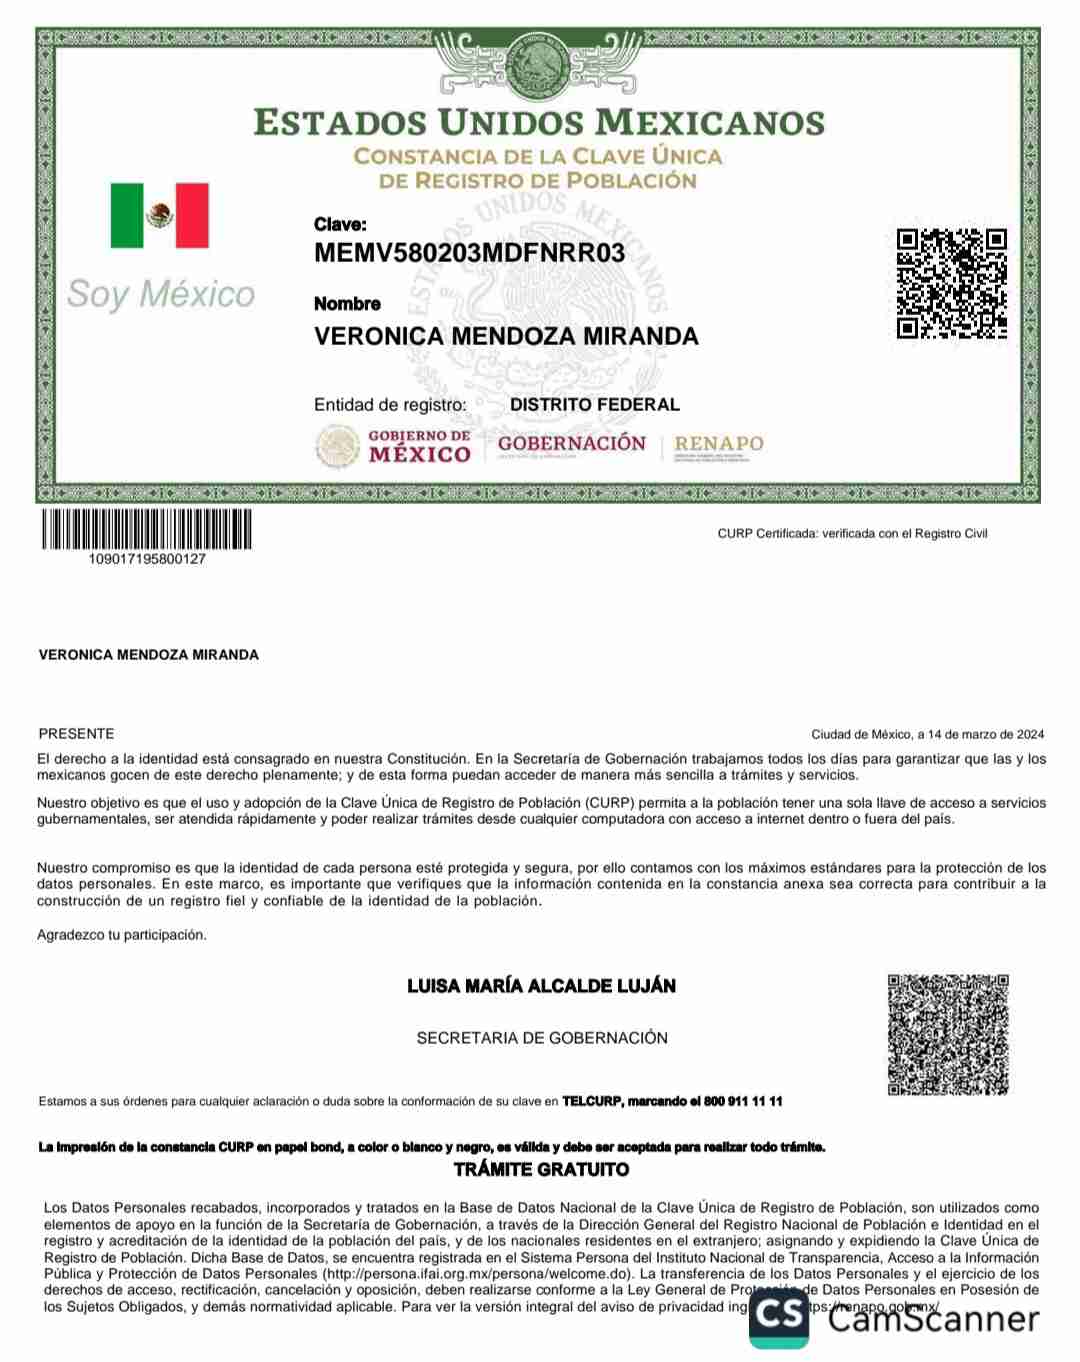 ESTADOS UNIDOS MEXICANOS
CONSTANCIA DE LA CLAVE ÚNICA
DE REGISTRO DE POBLACIÓN
Soy México
Clave:
MEMV580203MDFNRR03
Nombre
VERONICA MENDOZA MIRANDA
Entidad de registro: DISTRITO FEDERAL
GOBIERNO DE MÉXICO
GOBERNACIÓN
RENAPO
109017195800127
CURP Certificada: verificada con el Registro Civil
VERONICA MENDOZA MIRANDA
PRESENTE
Ciudad de México, a 14 de marzo de 2024
El derecho a la identidad está consagrado en nuestra Constitución. En la Secretaría de Gobernación trabajamos todos los días para garantizar que las y los
mexicanos gocen de este derecho plenamente; y de esta forma puedan acceder de manera más sencilla a trámites y servicios.
Nuestro objetivo es que el uso y adopción de la Clave Única de Registro de Población (CURP) permita a la población tener una sola llave de acceso a servicios
gubernamentales, ser atendida rápidamente y poder realizar trámites desde cualquier computadora con acceso a internet dentro o fuera del país.
Nuestro compromiso es que la identidad de cada persona esté protegida y segura, por ello contamos con los máximos estándares para la protección de los
datos personales. En este marco, es importante que verifiques que la información contenida en la constancia anexa sea correcta para contribuir a la
construcción de un registro fiel y confiable de la identidad de la población.
Agradezco tu participación.
LUISA MARÍA ALCALDE LUJÁN
SECRETARIA DE GOBERNACIÓN
Estamos a sus órdenes para cualquier aclaración o duda sobre la conformación de su clave en TELCURP, marcando el 800 911 11 11
La impresión de la constancia CURP en papel bond, a color o blanco y negro, es válida y debe ser aceptada para realizar todo trámite.
TRÁMITE GRATUITO
Los Datos Personales recabados, incorporados y tratados en la Base de Datos Nacional de la Clave Única de Registro de Población, son utilizados como
elementos de apoyo en la función de la Secretaría de Gobernación, a través de la Dirección General del Registro Nacional de Población e Identidad en el
registro y acreditación de la identidad de la población del país, y de los nacionales residentes en el extranjero; asignando y expidiendo la Clave Única de
Registro de Población. Dicha Base de Datos, se encuentra registrada en el Sistema Persona del Instituto Nacional de Transparencia, Acceso a la Información
Pública y Protección de Datos Personales (http://persona.ifai.org.mx/persona/welcome.do). La transferencia de los Datos Personales y el ejercicio de los
derechos de acceso, rectificación, cancelación y oposición, deben realizarse conforme a la Ley General de Protección de Datos Personales en Posesión de
los Sujetos Obligados, y demás normatividad aplicable. Para ver la versión integral del aviso de privacidad ing tps://renapo.gob.mx/
CS CamScanner